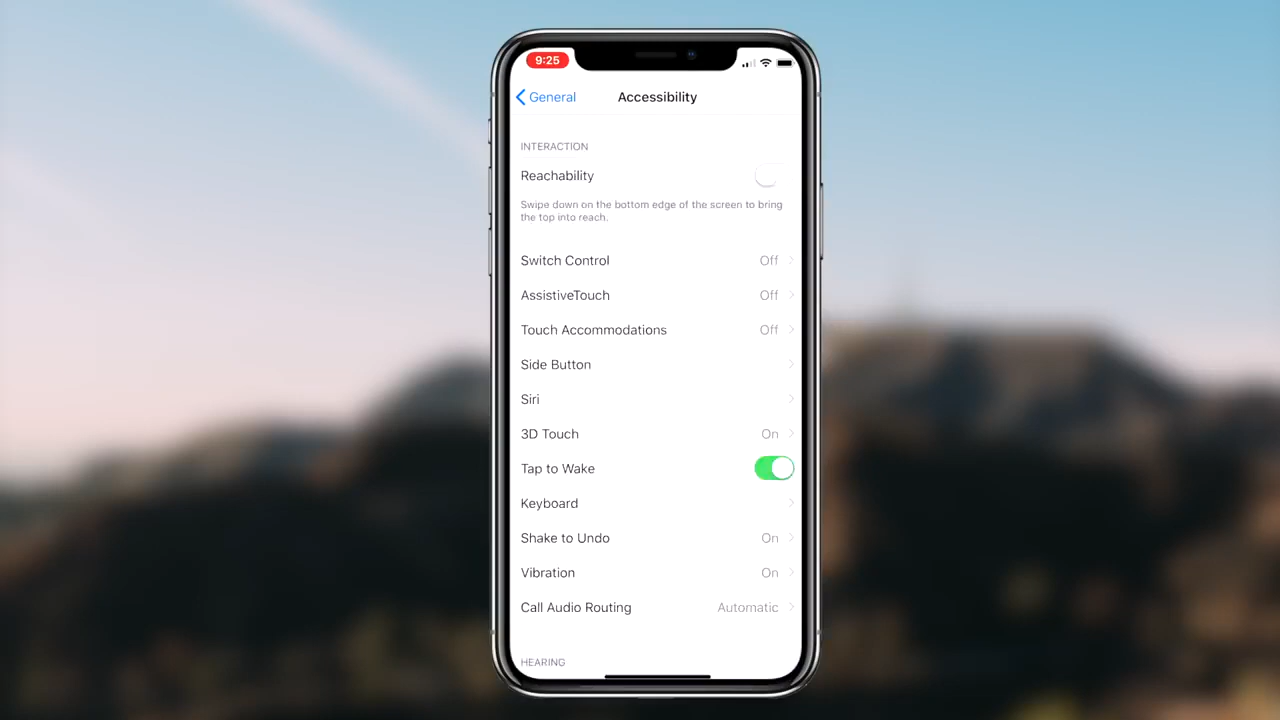 9:25
General
Accessibility
INTERACTION
Reachability
Swipe down on the bottom edge of the screen to bring
the top into reach.
Switch Control Off
AssistiveTouch Off
Touch Accommodations Off
Side Button
Siri
3D Touch On
Tap to Wake
Keyboard
Shake to Undo On
Vibration On
Call Audio Routing Automatic
HEARING